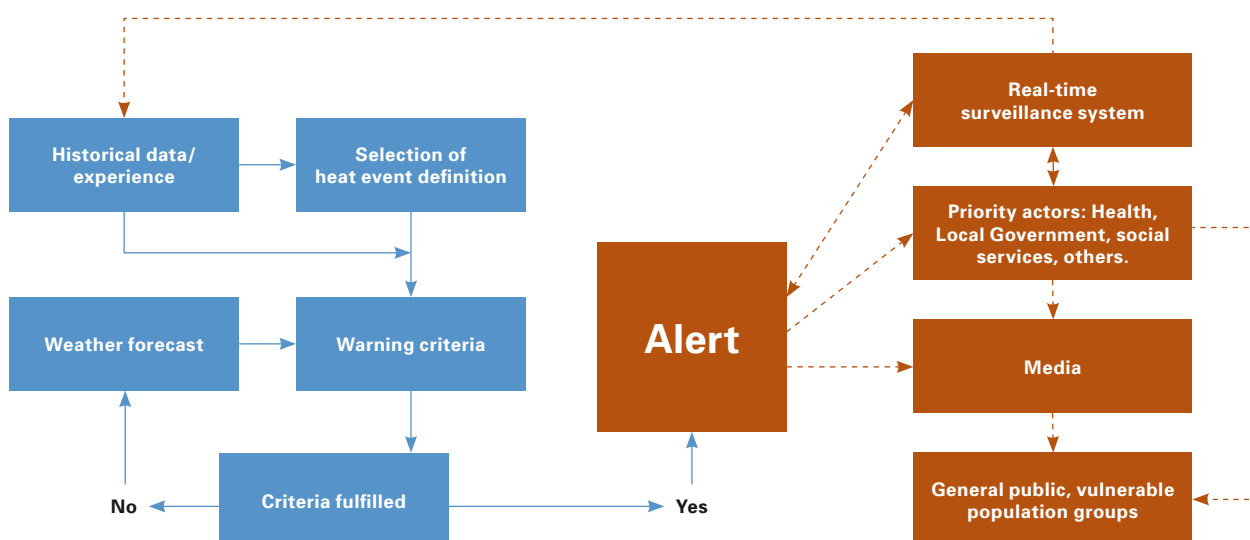 Historical data/
experience
Selection of
heat event definition
Weather forecast
Warning criteria
No
Criteria fulfilled
Yes
Alert
Real-time
surveillance system
Priority actors: Health,
Local Government, social
services, others.
Media
General public, vulnerable
population groups